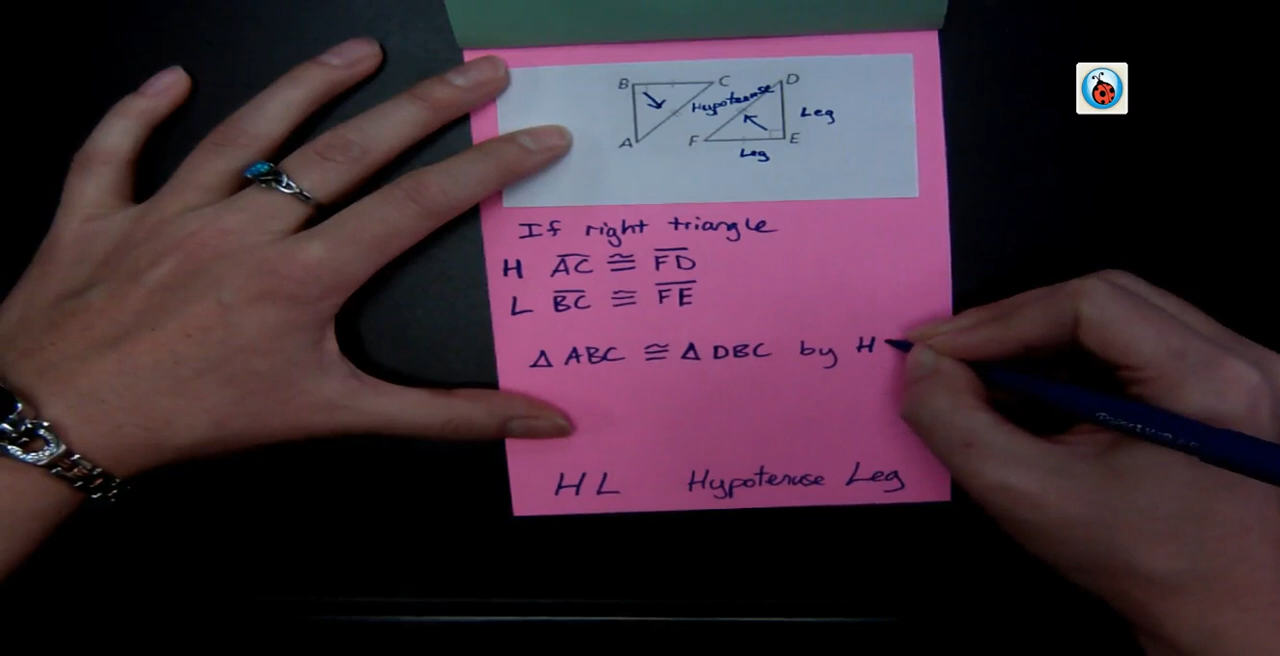 B C D
Hypotenuse Leg
A F E
Leg
If right triangle
H AC ≅ FD
L BC ≅ FE
Δ ABC ≅ Δ DBC by H
HL Hypotenuse Leg